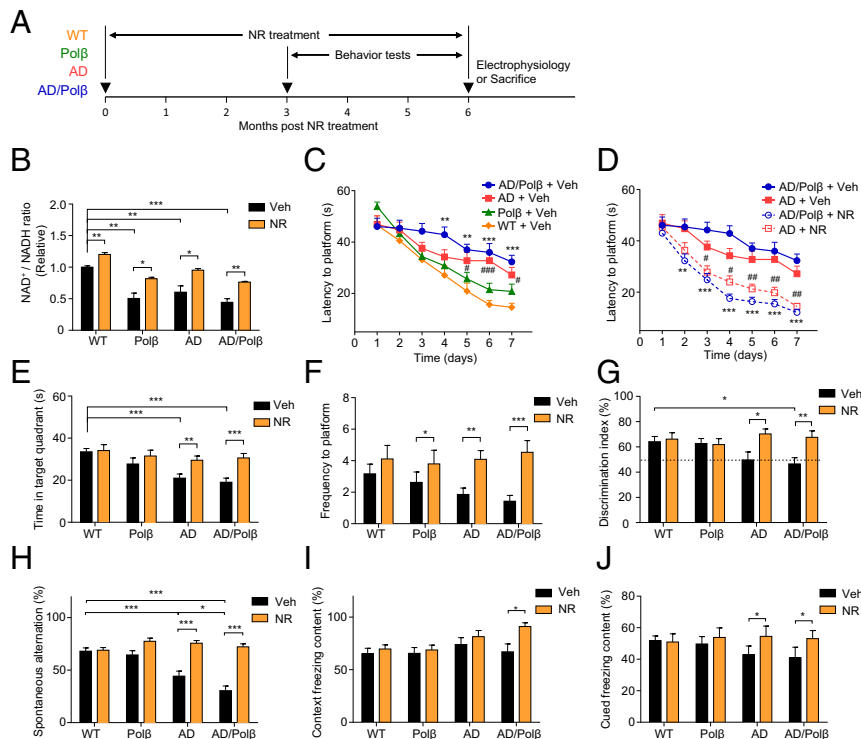 A
WT
Polβ
AD
AD/Polβ
NR treatment
Behavior tests
Electrophysiology
or Sacrifice
0 1 2 3 4 5 6
Months post NR treatment
B
NAD⁺ / NADH ratio
(Relative)
2.0
1.5
1.0
0.5
0
***
**
**
** * * **
Veh
NR
WT Polβ AD AD/Polβ
C
Latency to platform (s)
60
40
20
AD/Polβ + Veh
AD + Veh
Polβ + Veh
WT + Veh
** ** *** ***
# ### #
0 1 2 3 4 5 6 7
Time (days)
D
Latency to platform (s)
60
40
20
AD/Polβ + Veh
AD + Veh
AD/Polβ + NR
AD + NR
# # ## ## ##
** *** *** *** *** ***
0 1 2 3 4 5 6 7
Time (days)
E
Time in target quadrant (s)
90
60
30
0
***
***
** ***
Veh
NR
WT Polβ AD AD/Polβ
F
Frequency to platform
8
6
4
2
0
* ** ***
Veh
NR
WT Polβ AD AD/Polβ
G
Discrimination index (%)
100
80
60
40
20
0
*
* **
Veh
NR
WT Polβ AD AD/Polβ
H
Spontaneous alternation (%)
100
50
0
***
*** *
*** ***
Veh
NR
WT Polβ AD AD/Polβ
I
Context freezing content (%)
100
50
0
*
Veh
NR
WT Polβ AD AD/Polβ
J
Cued freezing content (%)
80
60
40
20
0
* *
Veh
NR
WT Polβ AD AD/Polβ